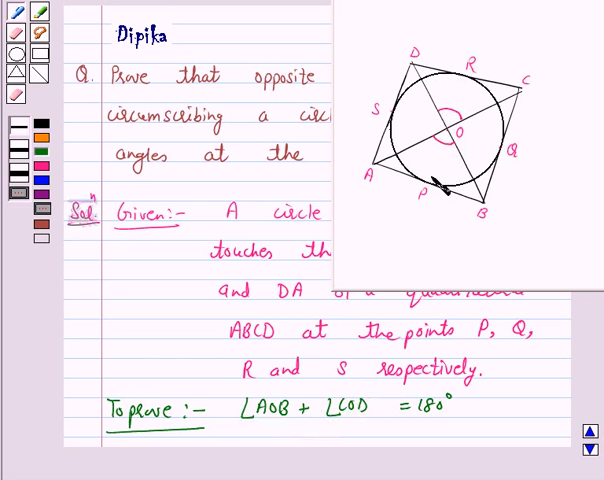 Dipika
Q. Prove that opposite
circumscribing a
angles at the
Solⁿ Given:- A circle
touches
and DA of a
ABCD at the points P, Q,
R and S respectively.
To prove:- ∠AOB + ∠COD = 180°
D
R
C
S
O
Q
A
P
B